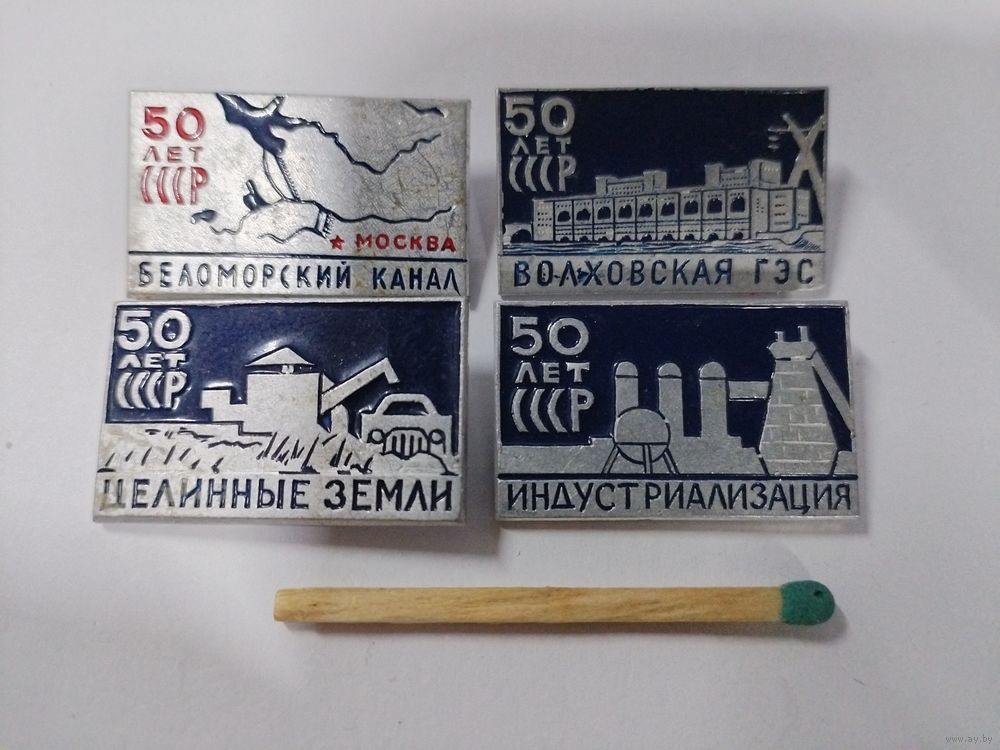 50
ЛЕТ
СССР
МОСКВА
БЕЛОМОРСКИЙ КАНАЛ
50
ЛЕТ
СССР
ВОЛХОВСКАЯ ГЭС
50
ЛЕТ
СССР
ЦЕЛИННЫЕ ЗЕМЛИ
50
ЛЕТ
СССР
ИНДУСТРИАЛИЗАЦИЯ
www.ay.by